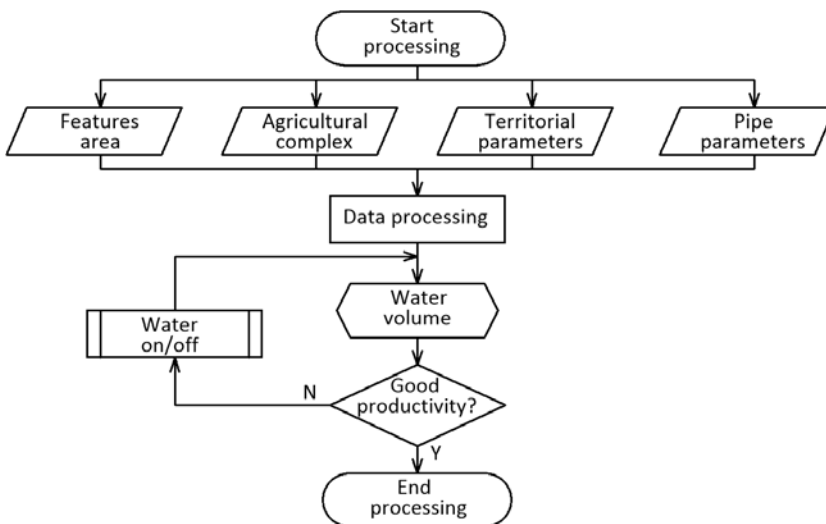 Start
processing
Features
area
Agricultural
complex
Territorial
parameters
Pipe
parameters
Data processing
Water
volume
Water
on/off
N
Good
productivity?
Y
End
processing